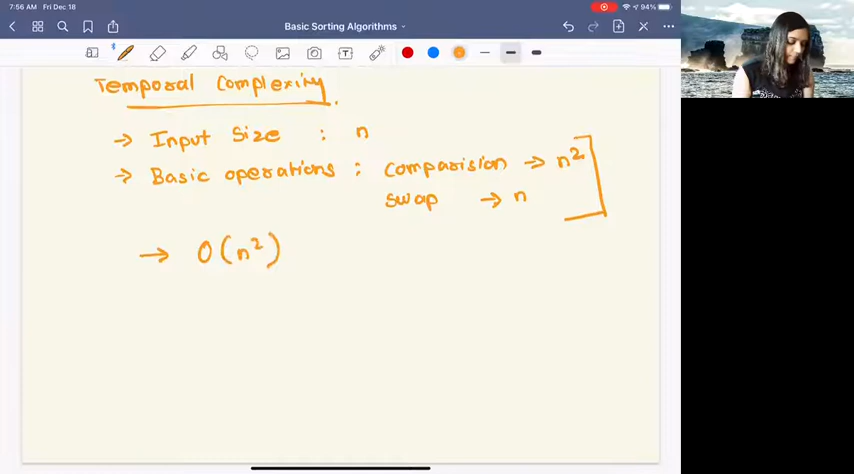 7:56 AM Fri Dec 18
94%
Basic Sorting Algorithms
Temporal Complexity.
→ Input Size : n
→ Basic operations : comparision → n²
swap → n
→ O(n²)